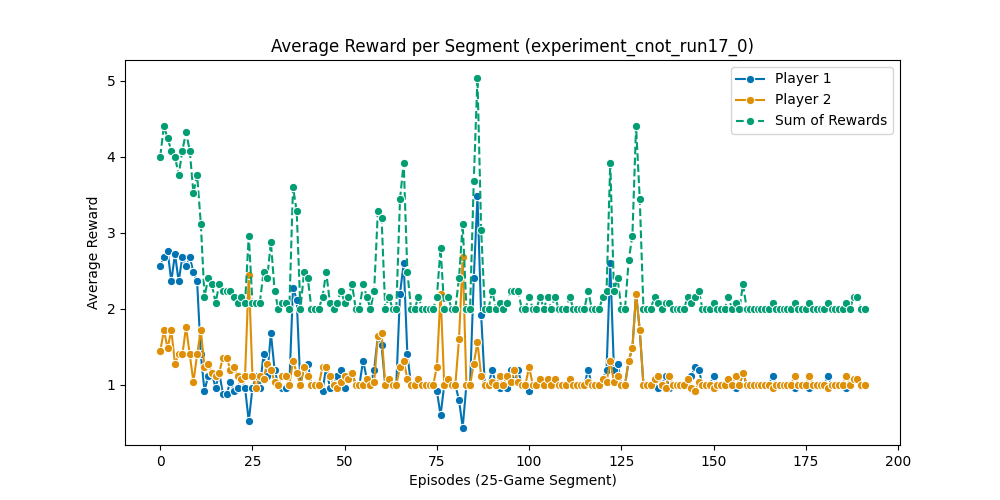 Average Reward per Segment (experiment_cnot_run17_0)
Player 1
Player 2
Sum of Rewards
Average Reward
5
4
3
2
1
0 25 50 75 100 125 150 175 200
Episodes (25-Game Segment)